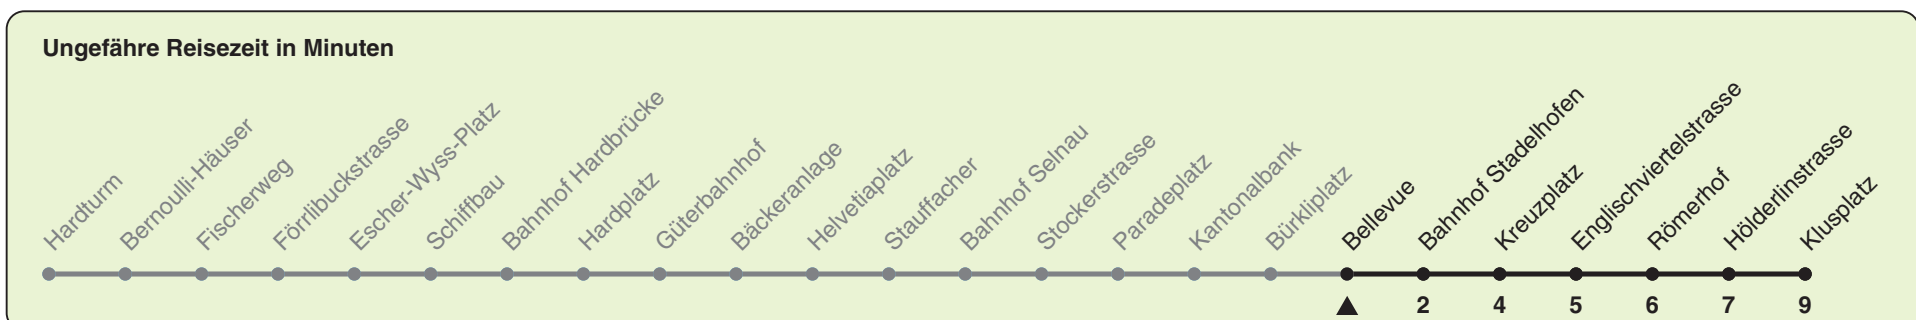 Ungefähre Reisezeit in Minuten
Hardturm
Bernoulli-Häuser
Fischerweg
Förrlibuckstrasse
Escher-Wyss-Platz
Schiffbau
Bahnhof Hardbrücke
Hardplatz
Güterbahnhof
Bäckeranlage
Helvetiaplatz
Stauffacher
Bahnhof Selnau
Stockerstrasse
Paradeplatz
Kantonalbank
Bürkliplatz
Bellevue
Bahnhof Stadelhofen
Kreuzplatz
Englischviertelstrasse
Römerhof
Hölderlinstrasse
Klusplatz
2 4 5 6 7 9